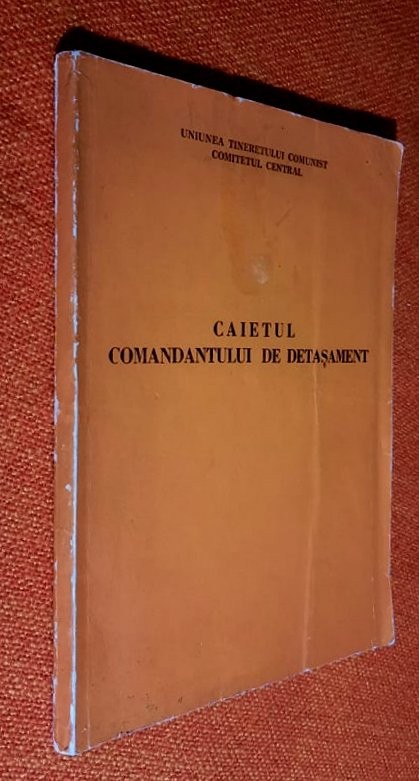 UNIUNEA TINERETULUI COMUNIST
COMITETUL CENTRAL
CAIETUL
COMANDANTULUI DE DETAȘAMENT